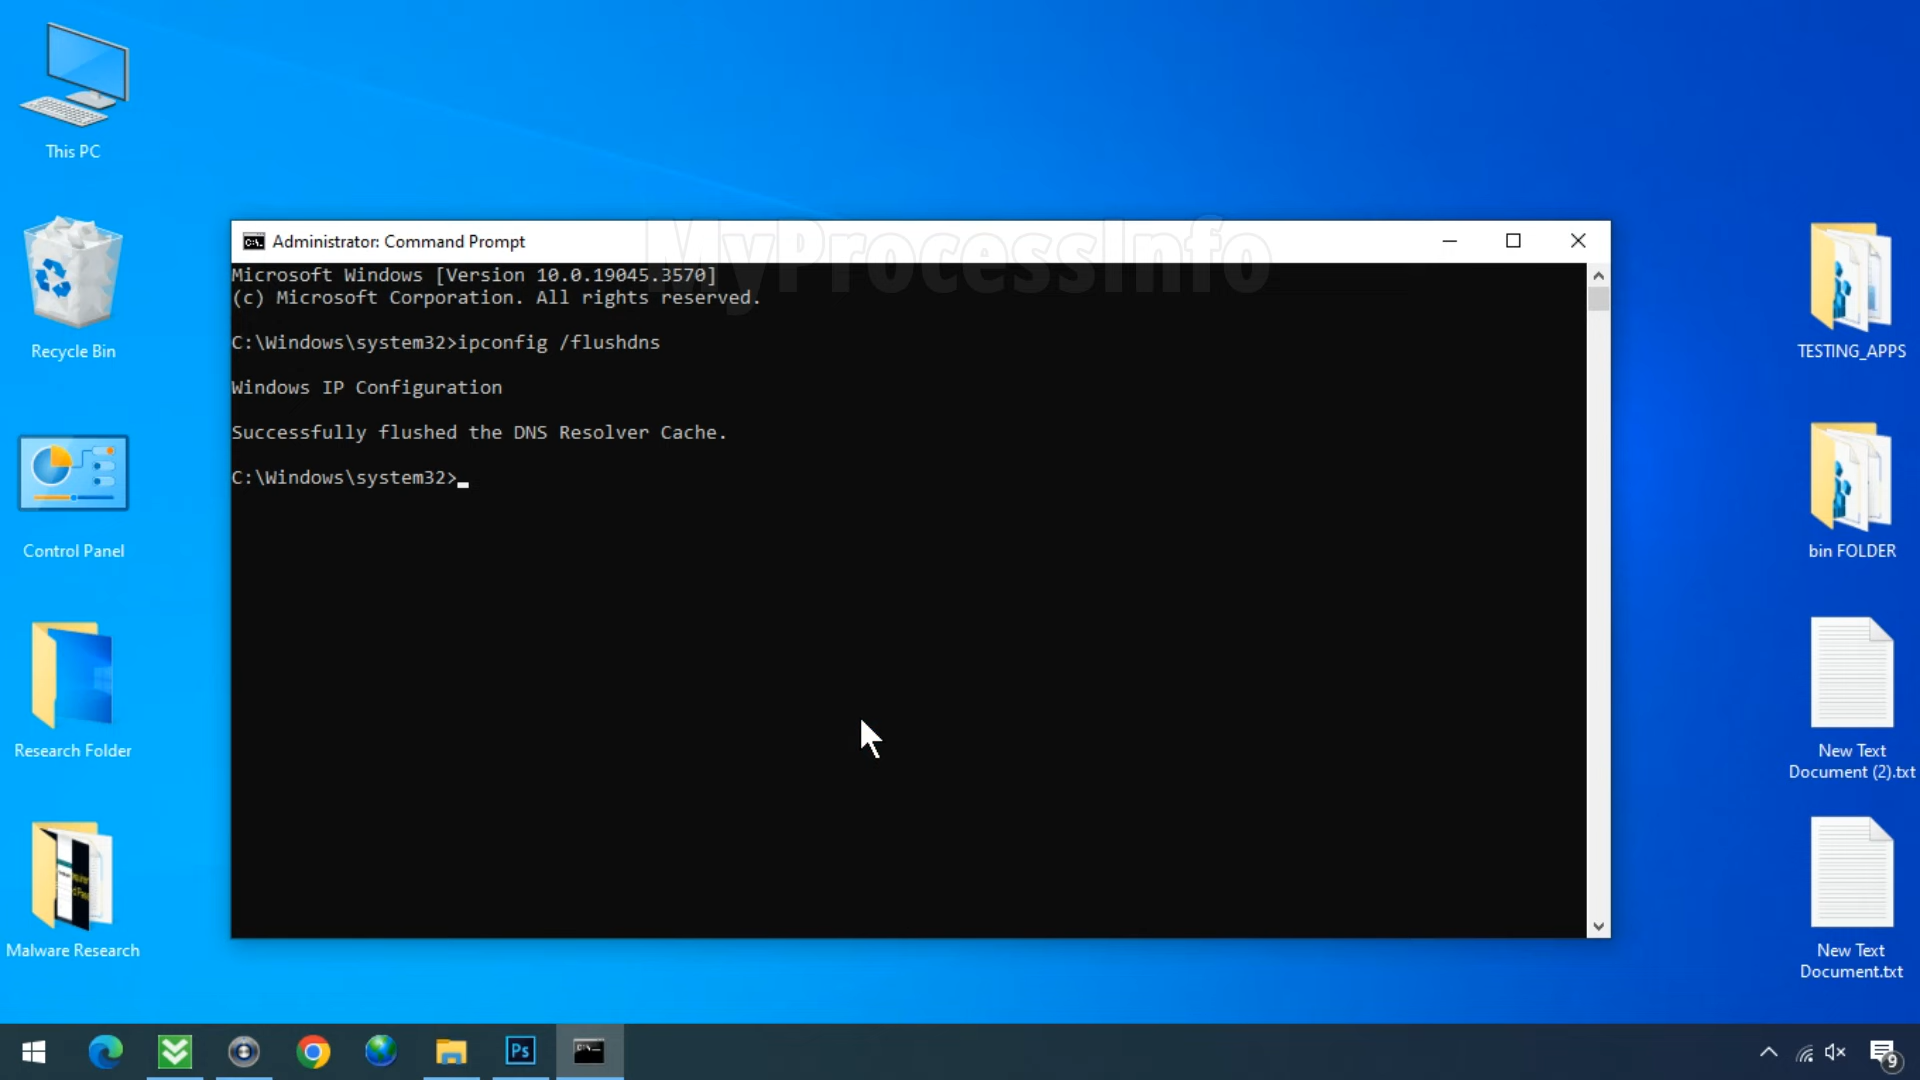 This PC
Recycle Bin
Control Panel
Research Folder
Malware Research
MyProcessInfo
Administrator: Command Prompt
Microsoft Windows [Version 10.0.19045.3570]
(c) Microsoft Corporation. All rights reserved.
C:\Windows\system32>ipconfig /flushdns
Windows IP Configuration
Successfully flushed the DNS Resolver Cache.
C:\Windows\system32>
TESTING_APPS
bin FOLDER
New Text
Document (2).txt
New Text
Document.txt
Ps
9